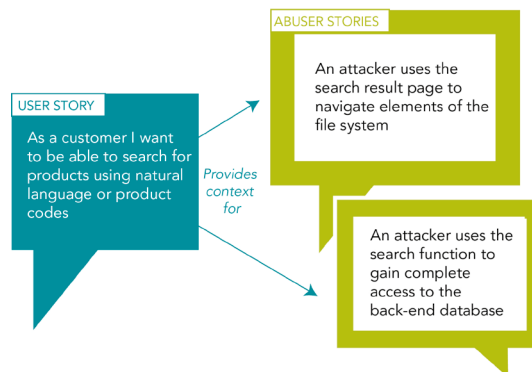 USER STORY
As a customer I want
to be able to search for
products using natural
language or product
codes
Provides
context
for
ABUSER STORIES
An attacker uses the
search result page to
navigate elements of the
file system
An attacker uses the
search function to
gain complete
access to the
back-end database